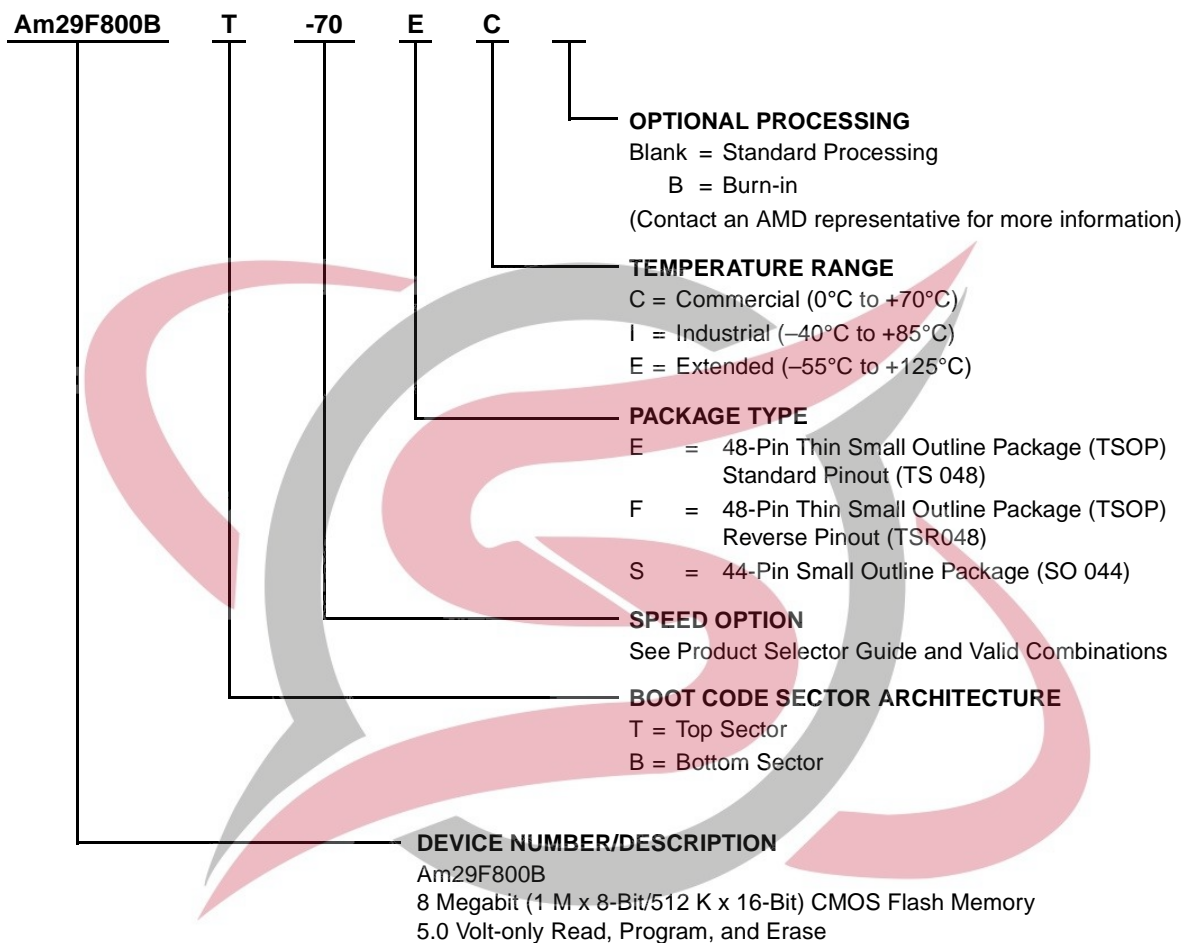 Am29F800B T -70 E C
OPTIONAL PROCESSING
Blank = Standard Processing
B = Burn-in
(Contact an AMD representative for more information)
TEMPERATURE RANGE
C = Commercial (0°C to +70°C)
I = Industrial (–40°C to +85°C)
E = Extended (–55°C to +125°C)
PACKAGE TYPE
E = 48-Pin Thin Small Outline Package (TSOP)
Standard Pinout (TS 048)
F = 48-Pin Thin Small Outline Package (TSOP)
Reverse Pinout (TSR048)
S = 44-Pin Small Outline Package (SO 044)
SPEED OPTION
See Product Selector Guide and Valid Combinations
BOOT CODE SECTOR ARCHITECTURE
T = Top Sector
B = Bottom Sector
DEVICE NUMBER/DESCRIPTION
Am29F800B
8 Megabit (1 M x 8-Bit/512 K x 16-Bit) CMOS Flash Memory
5.0 Volt-only Read, Program, and Erase